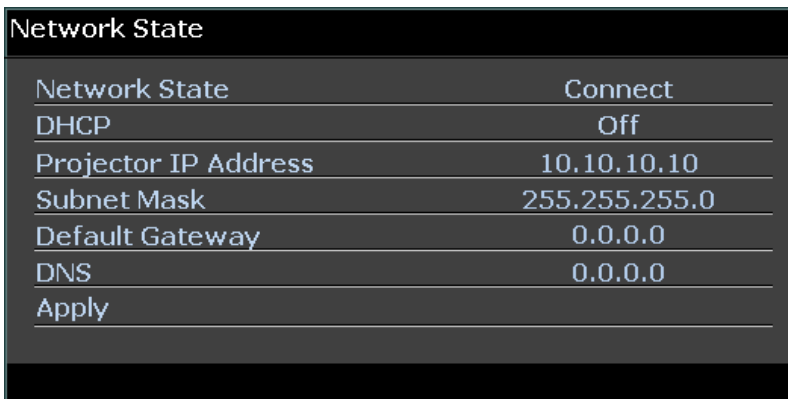 Network State
Network State Connect
DHCP Off
Projector IP Address 10.10.10.10
Subnet Mask 255.255.255.0
Default Gateway 0.0.0.0
DNS 0.0.0.0
Apply